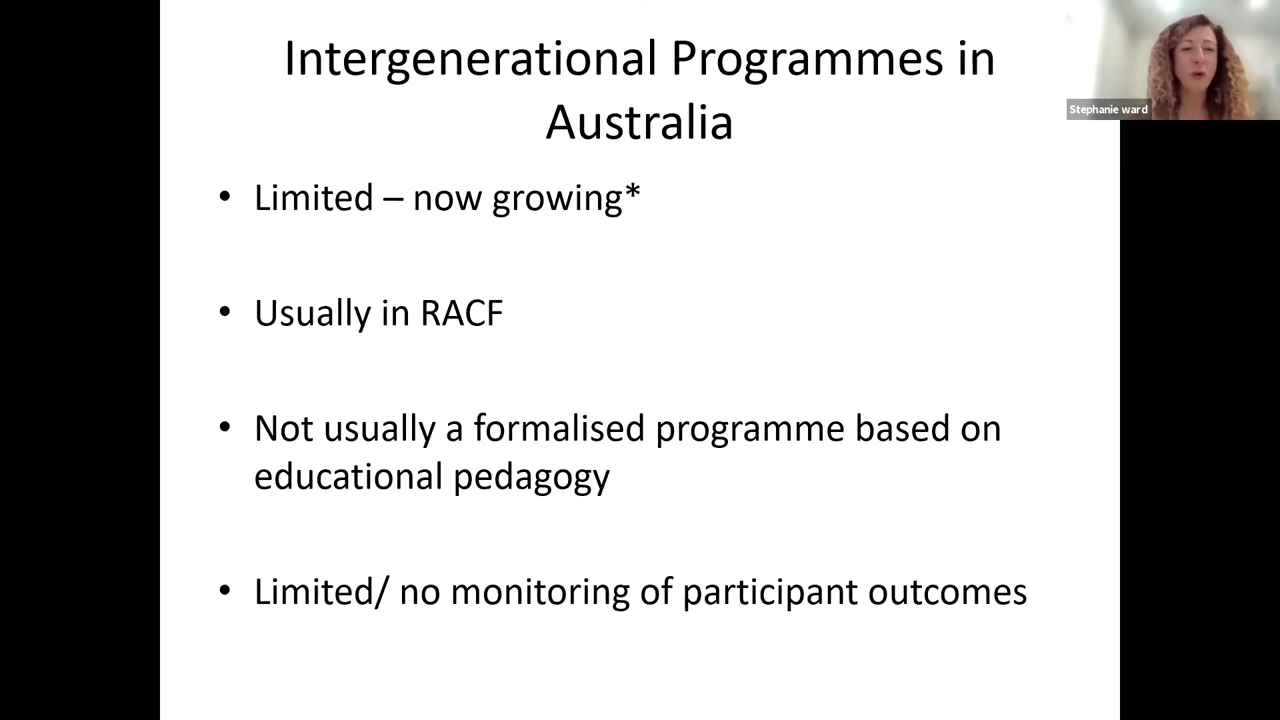 Intergenerational Programmes in
Australia
Stephanie ward
• Limited – now growing*
• Usually in RACF
• Not usually a formalised programme based on
educational pedagogy
• Limited/ no monitoring of participant outcomes